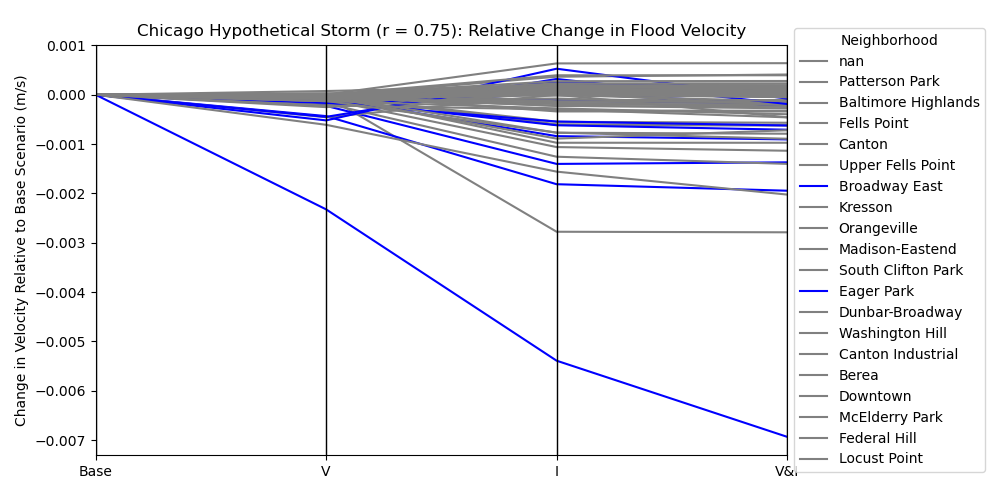 Chicago Hypothetical Storm (r = 0.75): Relative Change in Flood Velocity
Change in Velocity Relative to Base Scenario (m/s)
0.001
0.000
−0.001
−0.002
−0.003
−0.004
−0.005
−0.006
−0.007
Base
V
I
V&I
Neighborhood
nan
Patterson Park
Baltimore Highlands
Fells Point
Canton
Upper Fells Point
Broadway East
Kresson
Orangeville
Madison-Eastend
South Clifton Park
Eager Park
Dunbar-Broadway
Washington Hill
Canton Industrial
Berea
Downtown
McElderry Park
Federal Hill
Locust Point